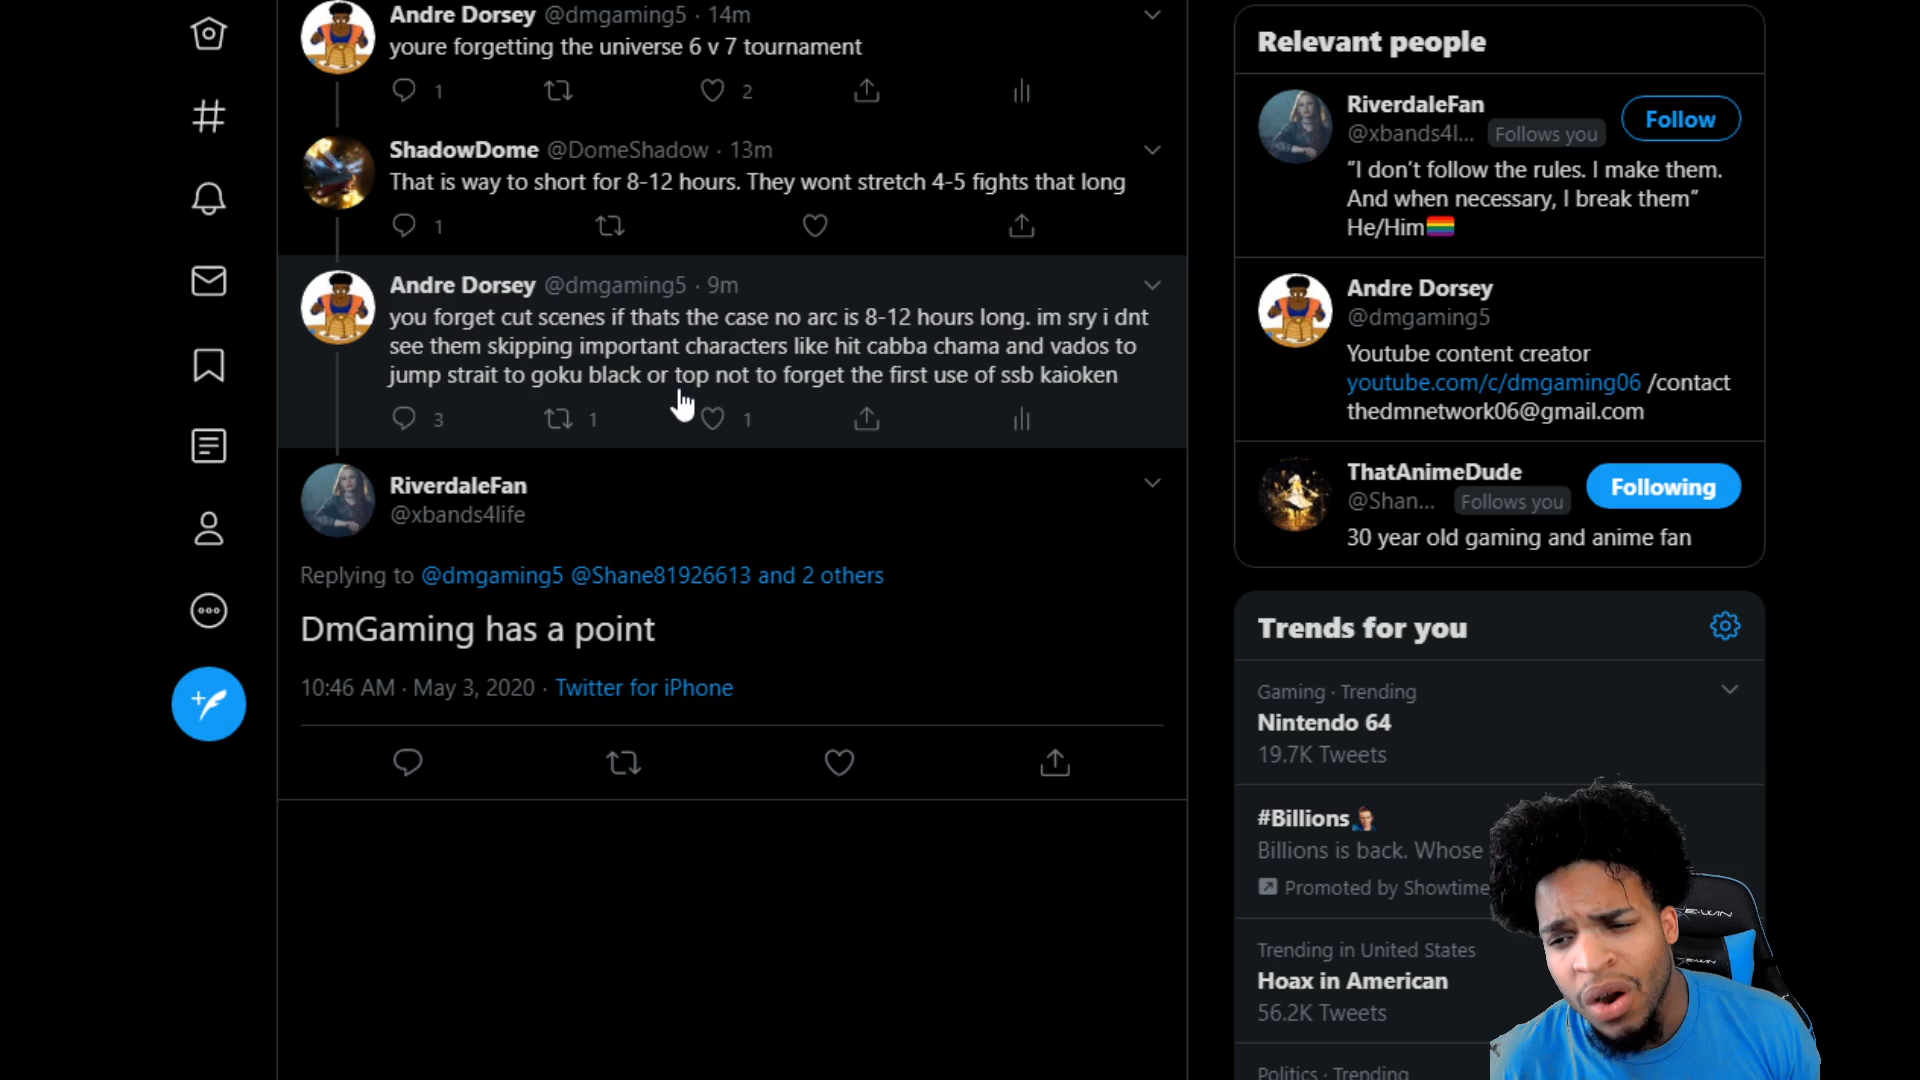 Andre Dorsey @dmgaming5 · 14m
youre forgetting the universe 6 v 7 tournament
1
2
ShadowDome @DomeShadow · 13m
That is way to short for 8-12 hours. They wont stretch 4-5 fights that long
1
Andre Dorsey @dmgaming5 · 9m
you forget cut scenes if thats the case no arc is 8-12 hours long. im sry i dnt
see them skipping important characters like hit cabba chama and vados to
jump strait to goku black or top not to forget the first use of ssb kaioken
3
1
1
RiverdaleFan
@xbands4life
Replying to @dmgaming5 @Shane81926613 and 2 others
DmGaming has a point
10:46 AM · May 3, 2020 · Twitter for iPhone
Relevant people
RiverdaleFan
@xbands4l... Follows you
Follow
"I don't follow the rules. I make them.
And when necessary, I break them"
He/Him
Andre Dorsey
@dmgaming5
Youtube content creator
youtube.com/c/dmgaming06 /contact
thedmnetwork06@gmail.com
ThatAnimeDude
@Shan... Follows you
Following
30 year old gaming and anime fan
Trends for you
Gaming · Trending
Nintendo 64
19.7K Tweets
#Billions
Billions is back. Whose
Promoted by Showtime
Trending in United States
Hoax in American
56.2K Tweets
Politics · Trending
E-WIN
E-WIN